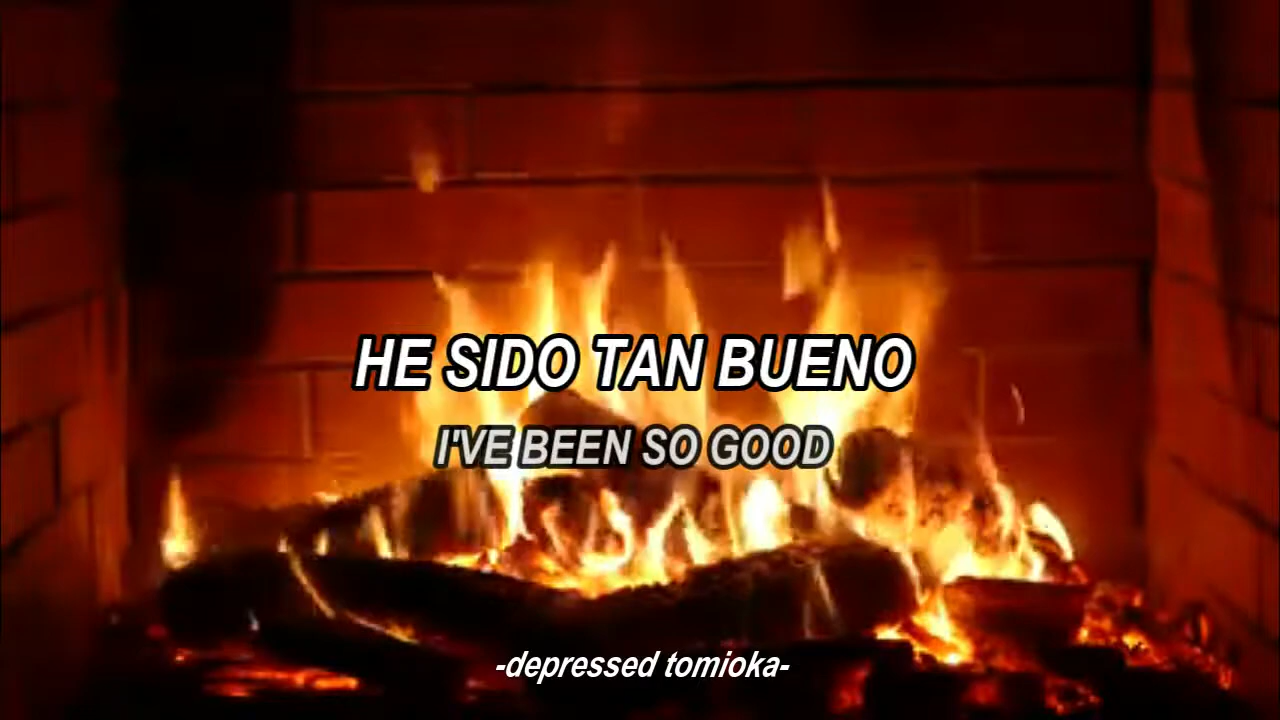 HE SIDO TAN BUENO
I'VE BEEN SO GOOD
-depressed tomioka-